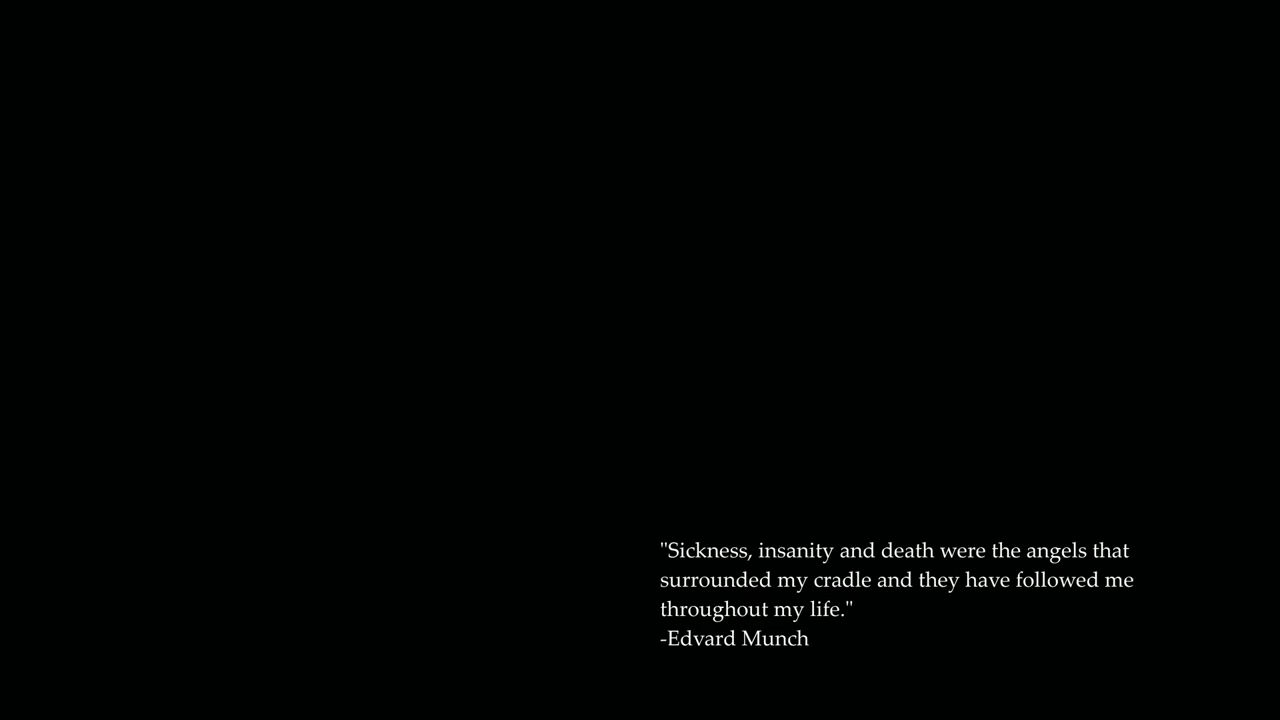 "Sickness, insanity and death were the angels that
surrounded my cradle and they have followed me
throughout my life."
-Edvard Munch